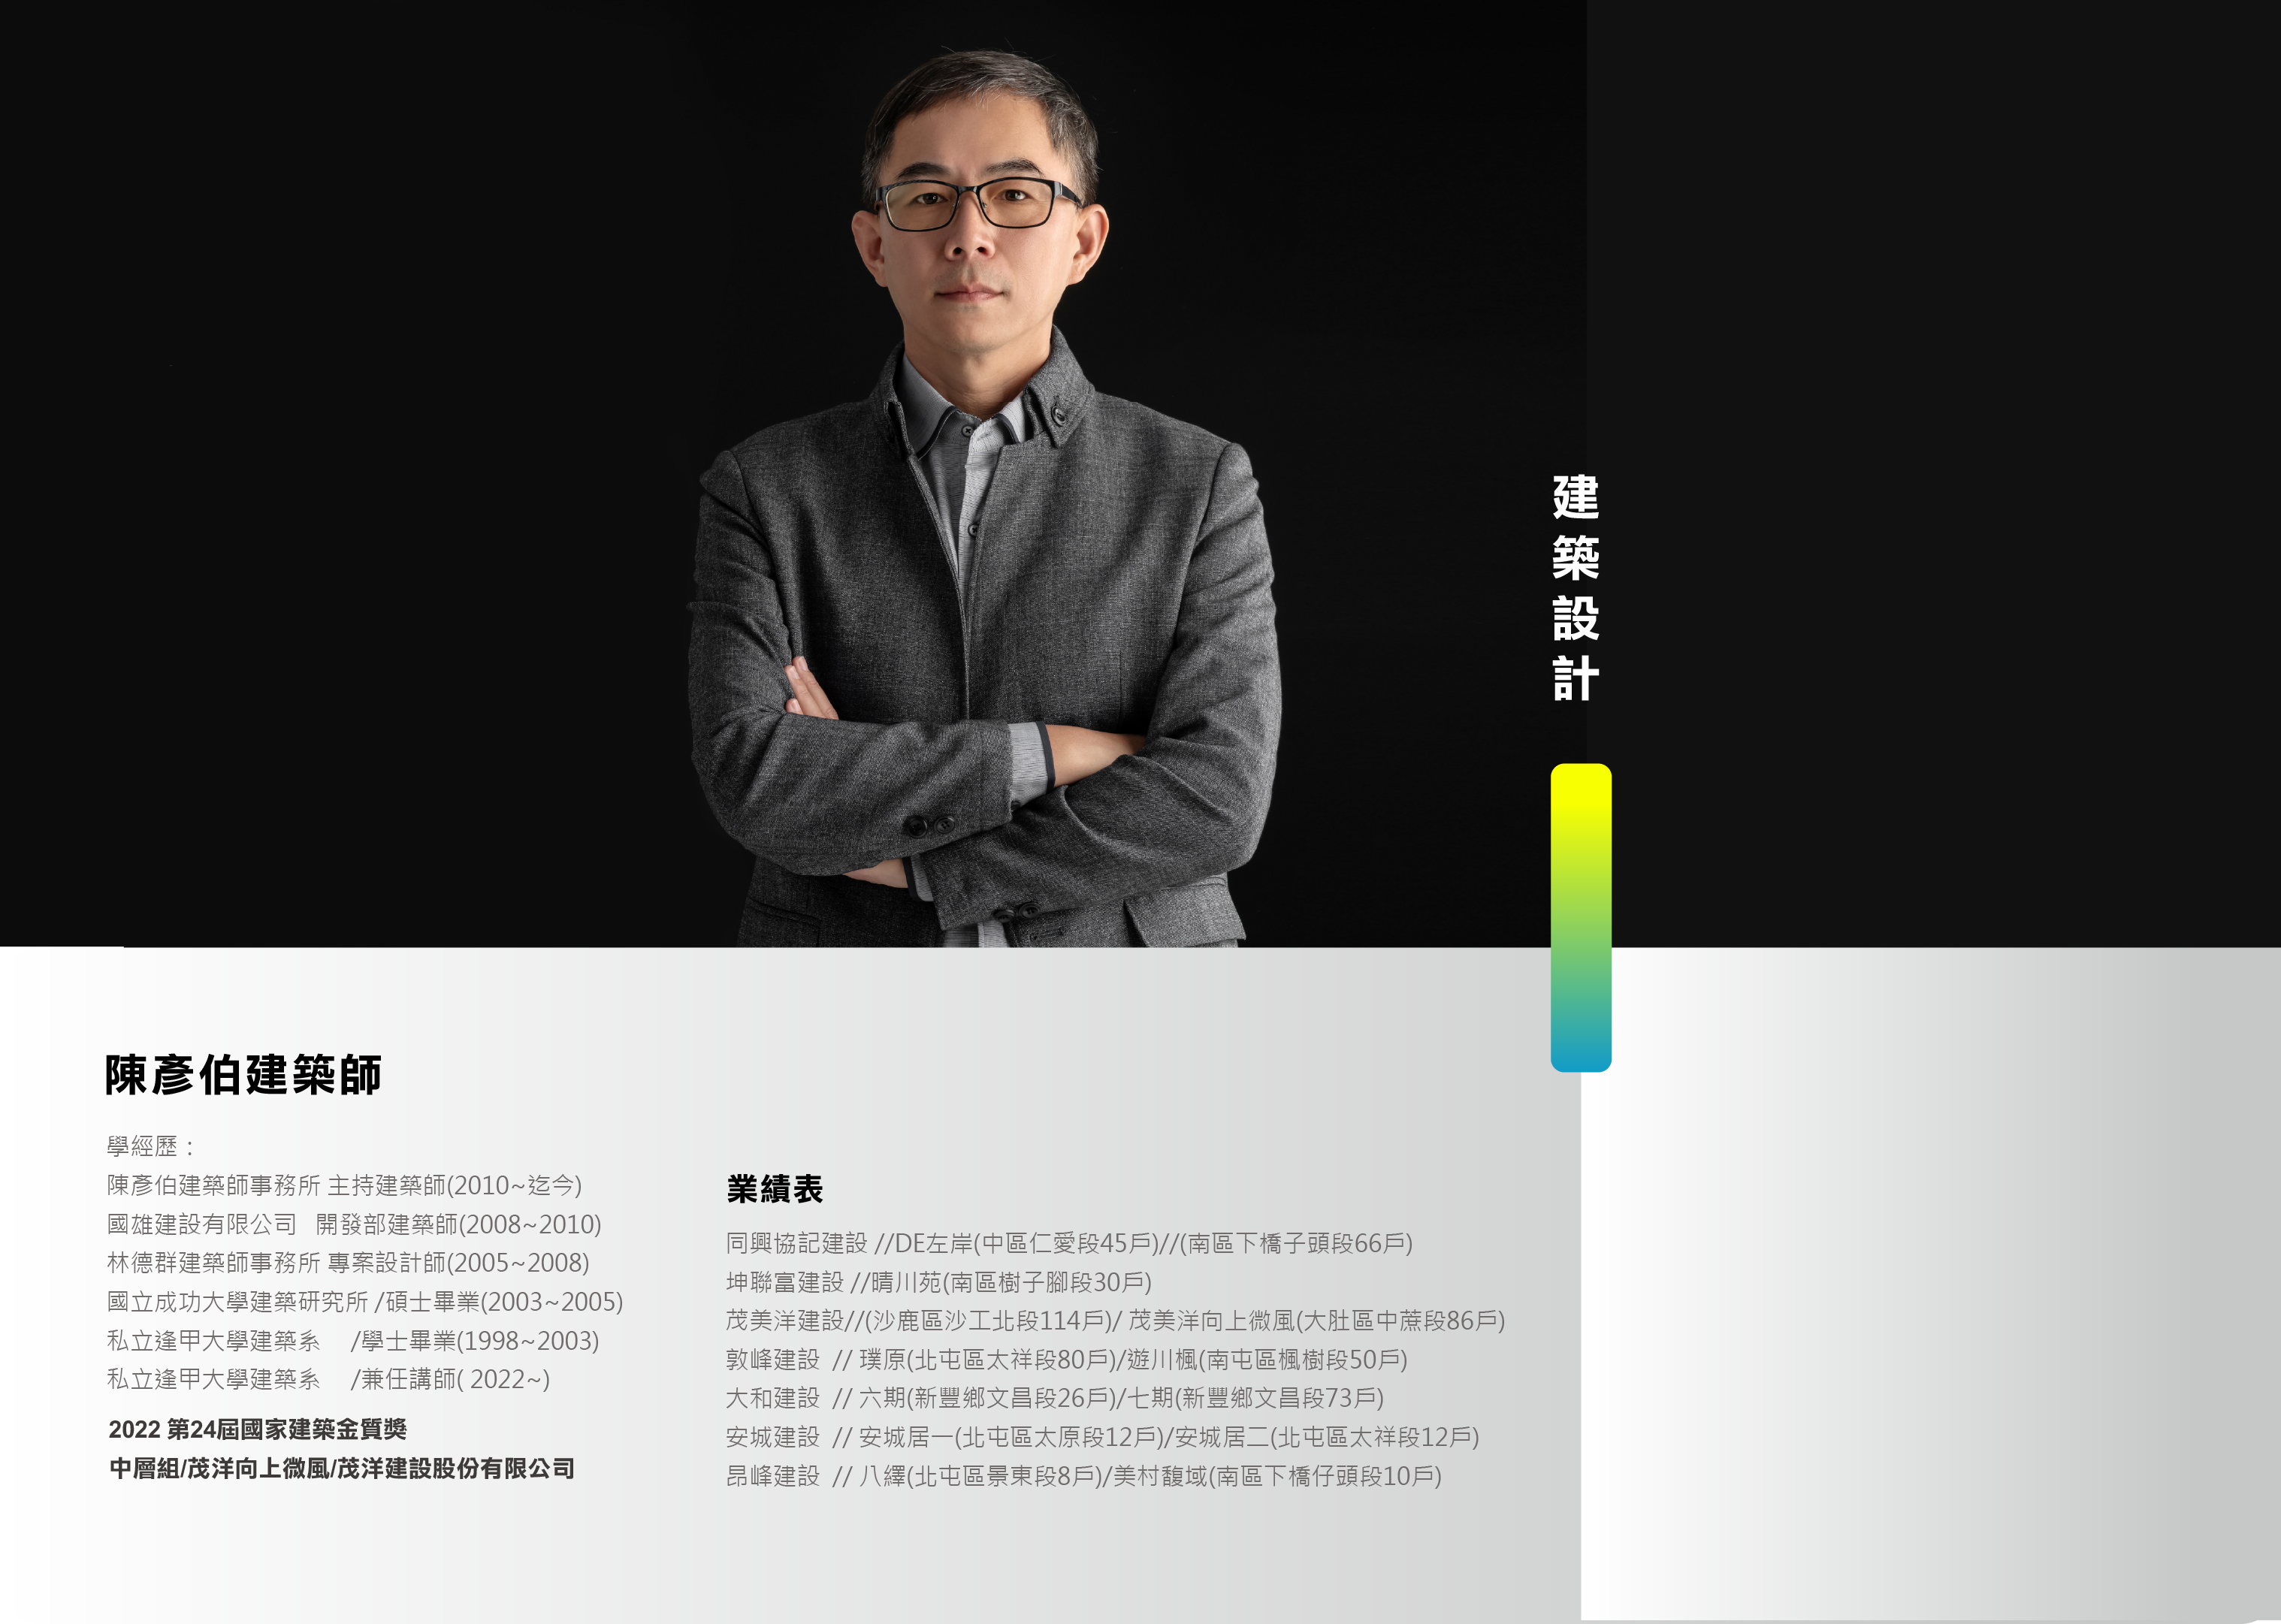 建築設計
陳彥伯建築師
學經歷：
陳彥伯建築師事務所 主持建築師(2010~迄今)
國雄建設有限公司 開發部建築師(2008~2010)
林德群建築師事務所 專案設計師(2005~2008)
國立成功大學建築研究所 /碩士畢業(2003~2005)
私立逢甲大學建築系 /學士畢業(1998~2003)
私立逢甲大學建築系 /兼任講師( 2022~)
2022 第24屆國家建築金質獎
中層組/茂洋向上微風/茂洋建設股份有限公司
業績表
同興協記建設 //DE左岸(中區仁愛段45戶)//(南區下橋子頭段66戶)
坤聯富建設 //晴川苑(南區樹子腳段30戶)
茂美洋建設//(沙鹿區沙工北段114戶)/ 茂美洋向上微風(大肚區中蔗段86戶)
敦峰建設 // 璞原(北屯區太祥段80戶)/遊川楓(南屯區楓樹段50戶)
大和建設 // 六期(新豐鄉文昌段26戶)/七期(新豐鄉文昌段73戶)
安城建設 // 安城居一(北屯區太原段12戶)/安城居二(北屯區太祥段12戶)
昂峰建設 // 八繹(北屯區景東段8戶)/美村馥域(南區下橋仔頭段10戶)